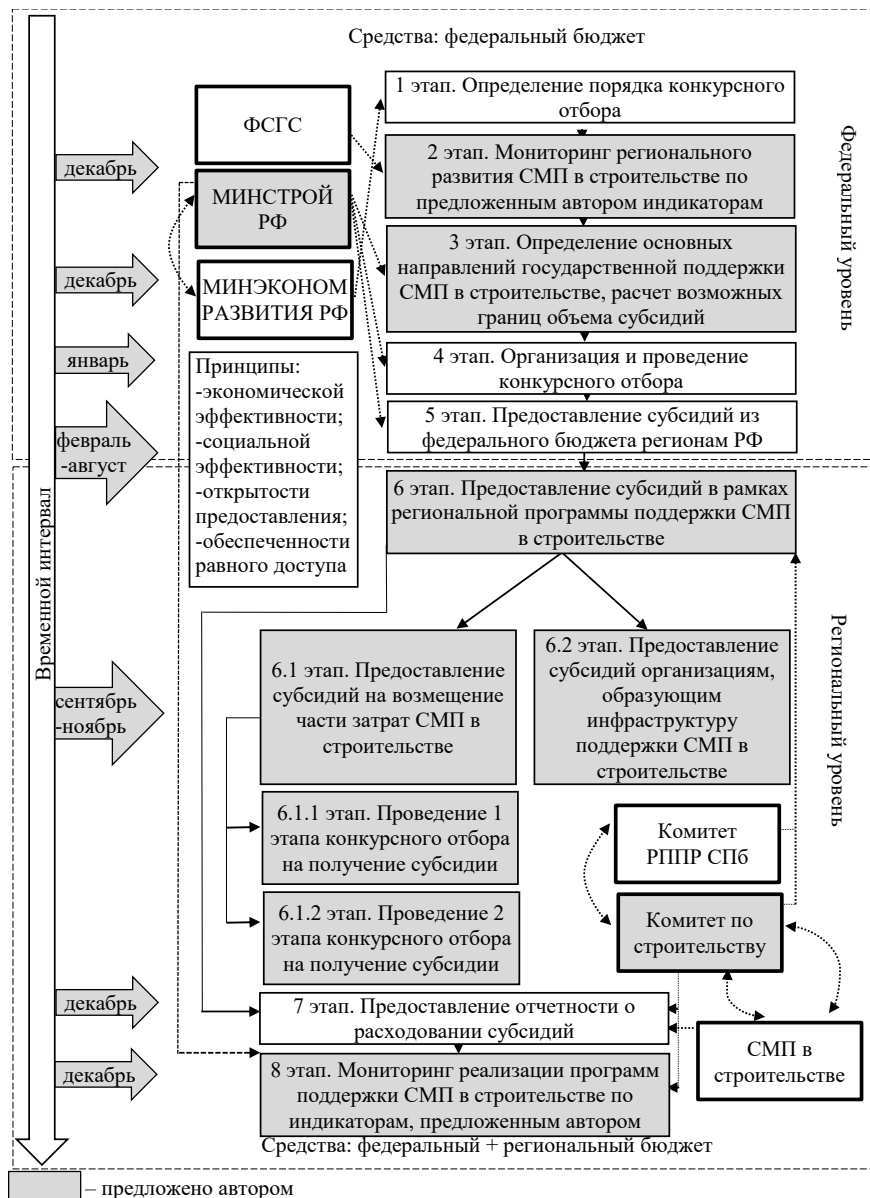 Средства: федеральный бюджет
1 этап. Определение порядка конкурсного
отбора
ФСГС
декабрь
2 этап. Мониторинг регионального
развития СМП в строительстве по
предложенным автором индикаторам
МИНСТРОЙ
РФ
декабрь
3 этап. Определение основных
направлений государственной поддержки
СМП в строительстве, расчет возможных
границ объема субсидий
МИНЭКОНОМ
РАЗВИТИЯ РФ
Федеральный уровень
январь
4 этап. Организация и проведение
конкурсного отбора
Принципы:
-экономической
эффективности;
-социальной
эффективности;
-открытости
предоставления;
-обеспеченности
равного доступа
февраль
-август
5 этап. Предоставление субсидий из
федерального бюджета регионам РФ
6 этап. Предоставление субсидий в рамках
региональной программы поддержки СМП
в строительстве
Временной интервал
сентябрь
-ноябрь
6.1 этап. Предоставление
субсидий на возмещение
части затрат СМП в
строительстве
6.2 этап. Предоставление
субсидий организациям,
образующим
инфраструктуру
поддержки СМП в
строительстве
Региональный уровень
6.1.1 этап. Проведение 1
этапа конкурсного отбора
на получение субсидии
Комитет
РППР СПб
6.1.2 этап. Проведение 2
этапа конкурсного отбора
на получение субсидии
Комитет по
строительству
декабрь
7 этап. Предоставление отчетности о
расходовании субсидий
СМП в
строительстве
декабрь
8 этап. Мониторинг реализации программ
поддержки СМП в строительстве по
индикаторам, предложенным автором
Средства: федеральный + региональный бюджет
– предложено автором